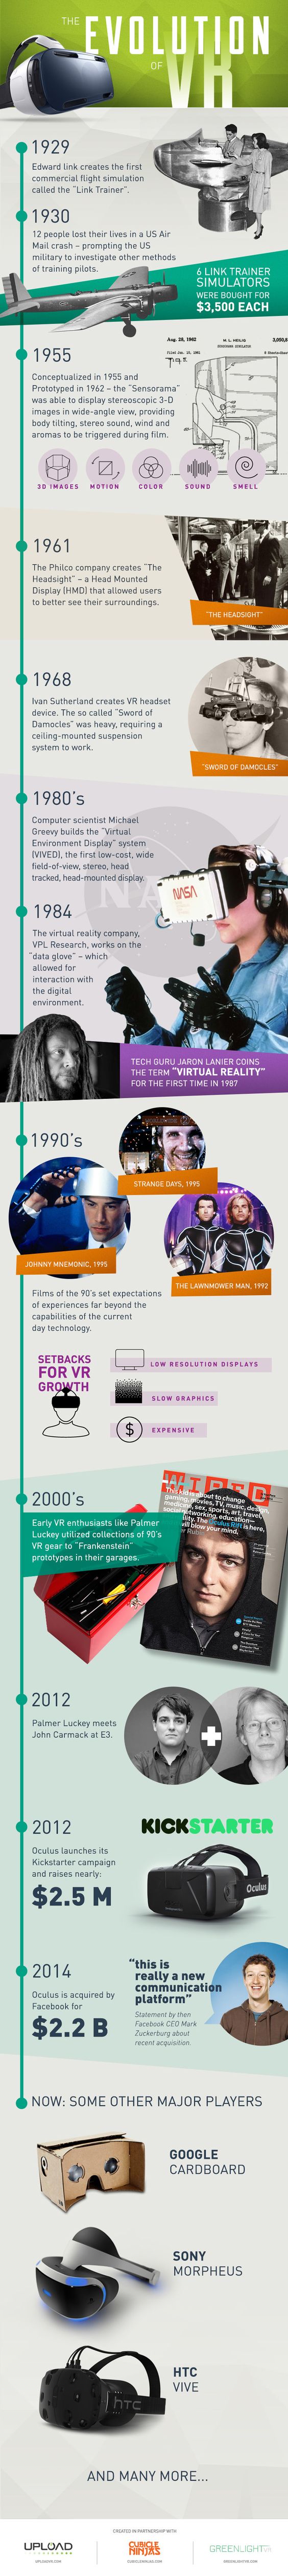 THE EVOLUTION
OF
VR
1929
Edward link creates the first
commercial flight simulation
called the "Link Trainer".
1930
12 people lost their lives in a US Air
Mail crash – prompting the US
military to investigate other methods
of training pilots.
6 LINK TRAINER
SIMULATORS
WERE BOUGHT FOR
$3,500 EACH
1955
Conceptualized in 1955 and
Prototyped in 1962 – the "Sensorama"
was able to display stereoscopic 3-D
images in wide-angle view, providing
body tilting, stereo sound, wind and
aromas to be triggered during film.
Aug. 28, 1962
M. L. HEILIG
SENSORAMA SIMULATOR
Filed Jan. 10, 1961
3D IMAGES
MOTION
COLOR
SOUND
SMELL
1961
The Philco company creates "The
Headsight" – a Head Mounted
Display (HMD) that allowed users
to better see their surroundings.
"THE HEADSIGHT"
1968
Ivan Sutherland creates VR headset
device. The so called "Sword of
Damocles" was heavy, requiring a
ceiling-mounted suspension
system to work.
"SWORD OF DAMOCLES"
1980's
Computer scientist Michael
Greevy builds the "Virtual
Environment Display" system
(VIVED), the first low-cost, wide
field-of-view, stereo, head
tracked, head-mounted display.
NASA
1984
The virtual reality company,
VPL Research, works on the
"data glove" – which
allowed for
interaction with
the digital
environment.
TECH GURU JARON LANIER COINS
THE TERM "VIRTUAL REALITY"
FOR THE FIRST TIME IN 1987
1990's
STRANGE DAYS, 1995
JOHNNY MNEMONIC, 1995
THE LAWNMOWER MAN, 1992
Films of the 90's set expectations
of experiences far beyond the
capabilities of the current
day technology.
SETBACKS
FOR VR
GROWTH
LOW RESOLUTION DISPLAYS
SLOW GRAPHICS
$
EXPENSIVE
2000's
Early VR enthusiasts like Palmer
Luckey utilized collections of 90's
VR gear to "Frankenstein"
prototypes in their garages.
WIRED
This kid is about to change
gaming, movies, TV, music, design,
medicine, sex, sports, art, travel,
social networking, education—
The Oculus Rift is here,
will blow your mind.
2012
Palmer Luckey meets
John Carmack at E3.
2012
KICKSTARTER
Oculus launches its
Kickstarter campaign
and raises nearly:
$2.5 M
Oculus
2014
Oculus is acquired by
Facebook for
$2.2 B
"this is
really a new
communication
platform"
Statement by then
Facebook CEO Mark
Zuckerburg about
recent acquisition.
NOW: SOME OTHER MAJOR PLAYERS
GOOGLE
CARDBOARD
SONY
MORPHEUS
HTC
VIVE
hTC
AND MANY MORE...
CREATED IN PARTNERSHIP WITH
UPLOAD
CUBICLE
NINJAS
GREENLIGHT
UPLOADVR.COM
CUBICLENINJAS.COM
GREENLIGHTVR.COM